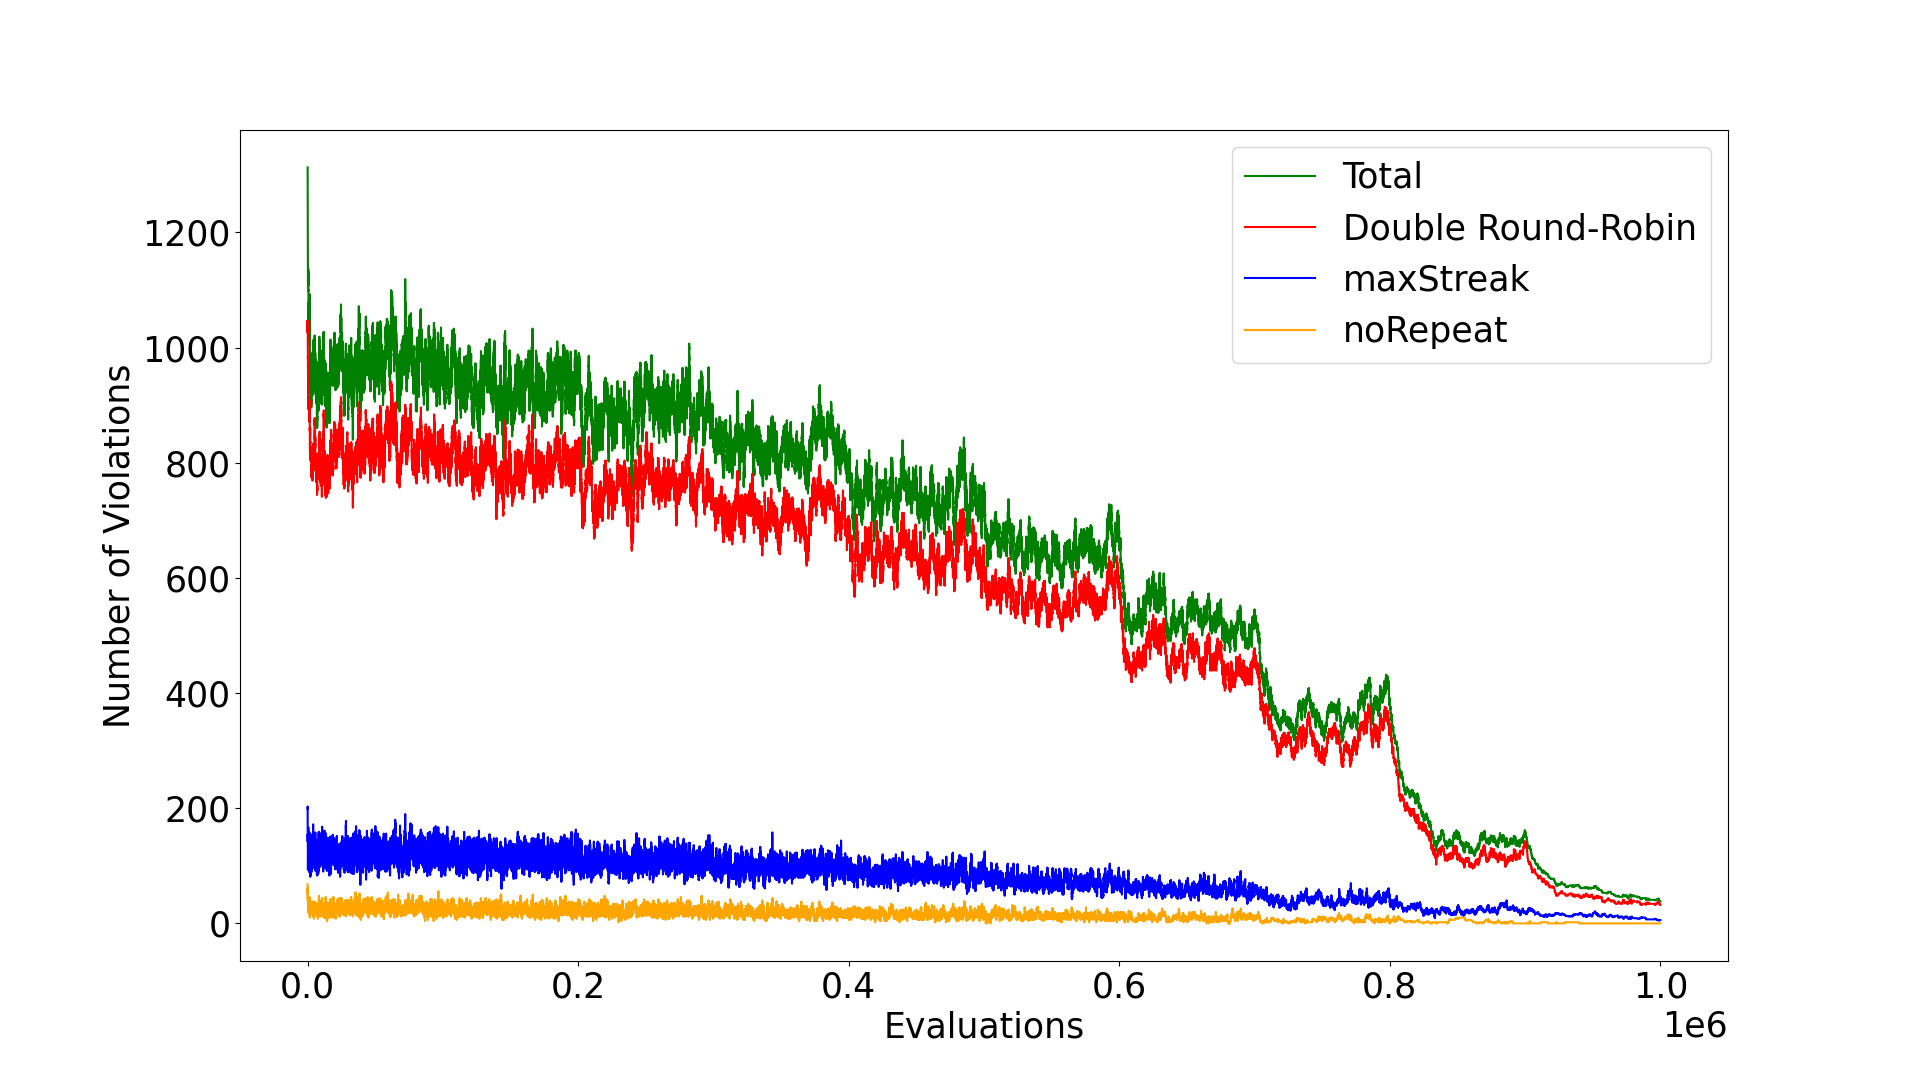 Number of Violations
1200
1000
800
600
400
200
0
Total
Double Round-Robin
maxStreak
noRepeat
0.0 0.2 0.4 0.6 0.8 1.0
Evaluations
1e6